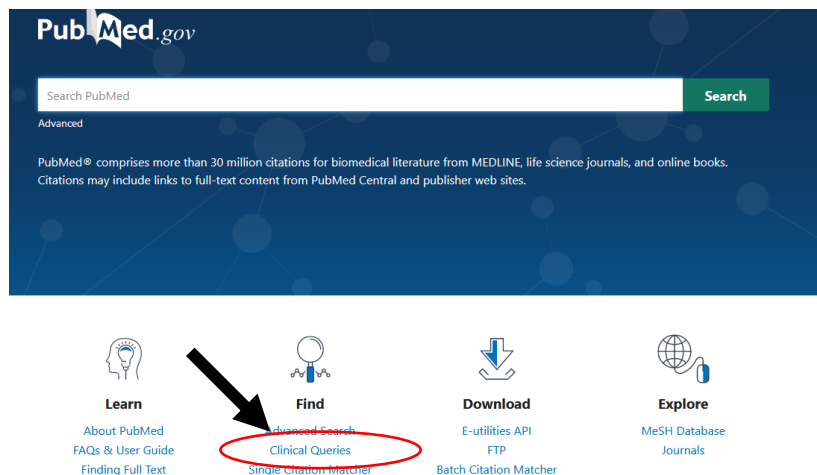 PubMed.gov
Search PubMed
Search
Advanced
PubMed® comprises more than 30 million citations for biomedical literature from MEDLINE, life science journals, and online books.
Citations may include links to full-text content from PubMed Central and publisher web sites.
Learn
About PubMed
FAQs & User Guide
Finding Full Text
Find
Advanced Search
Clinical Queries
Single Citation Matcher
Download
E-utilities API
FTP
Batch Citation Matcher
Explore
MeSH Database
Journals